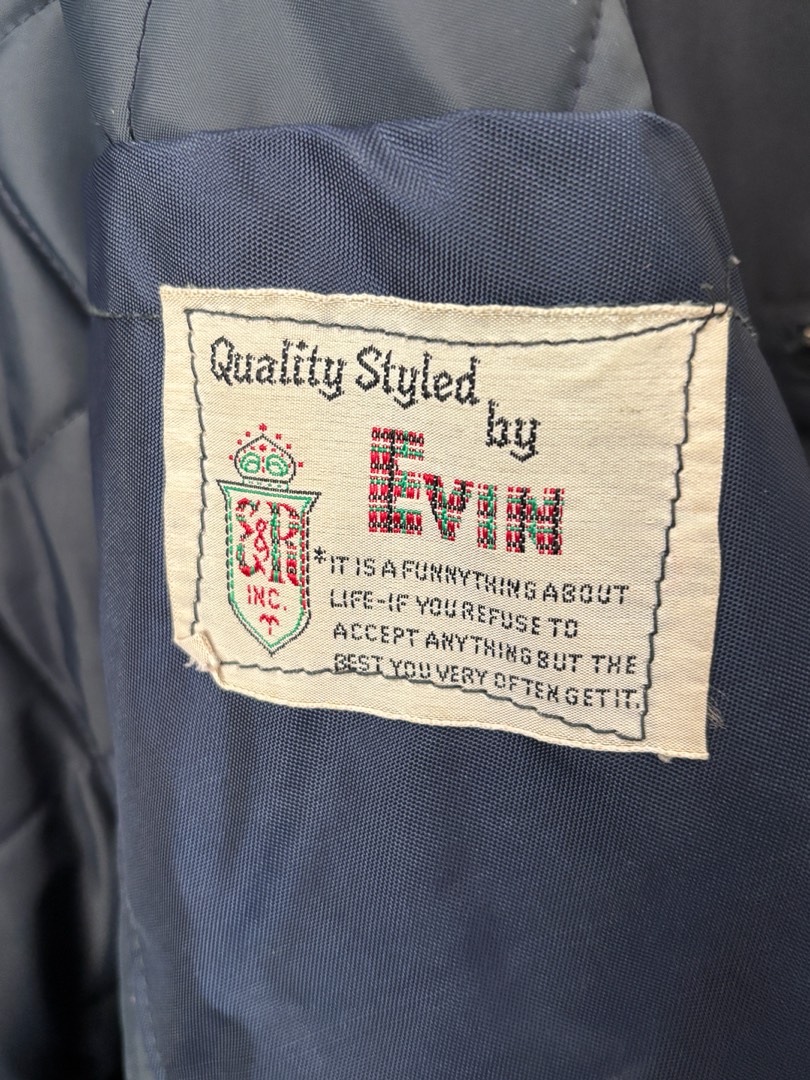 Quality Styled
by
EVIN
E&R
INC.
*IT IS A FUNNY THING ABOUT
LIFE-IF YOU REFUSE TO
ACCEPT ANYTHING BUT THE
BEST YOU VERY OFTEN GET IT.